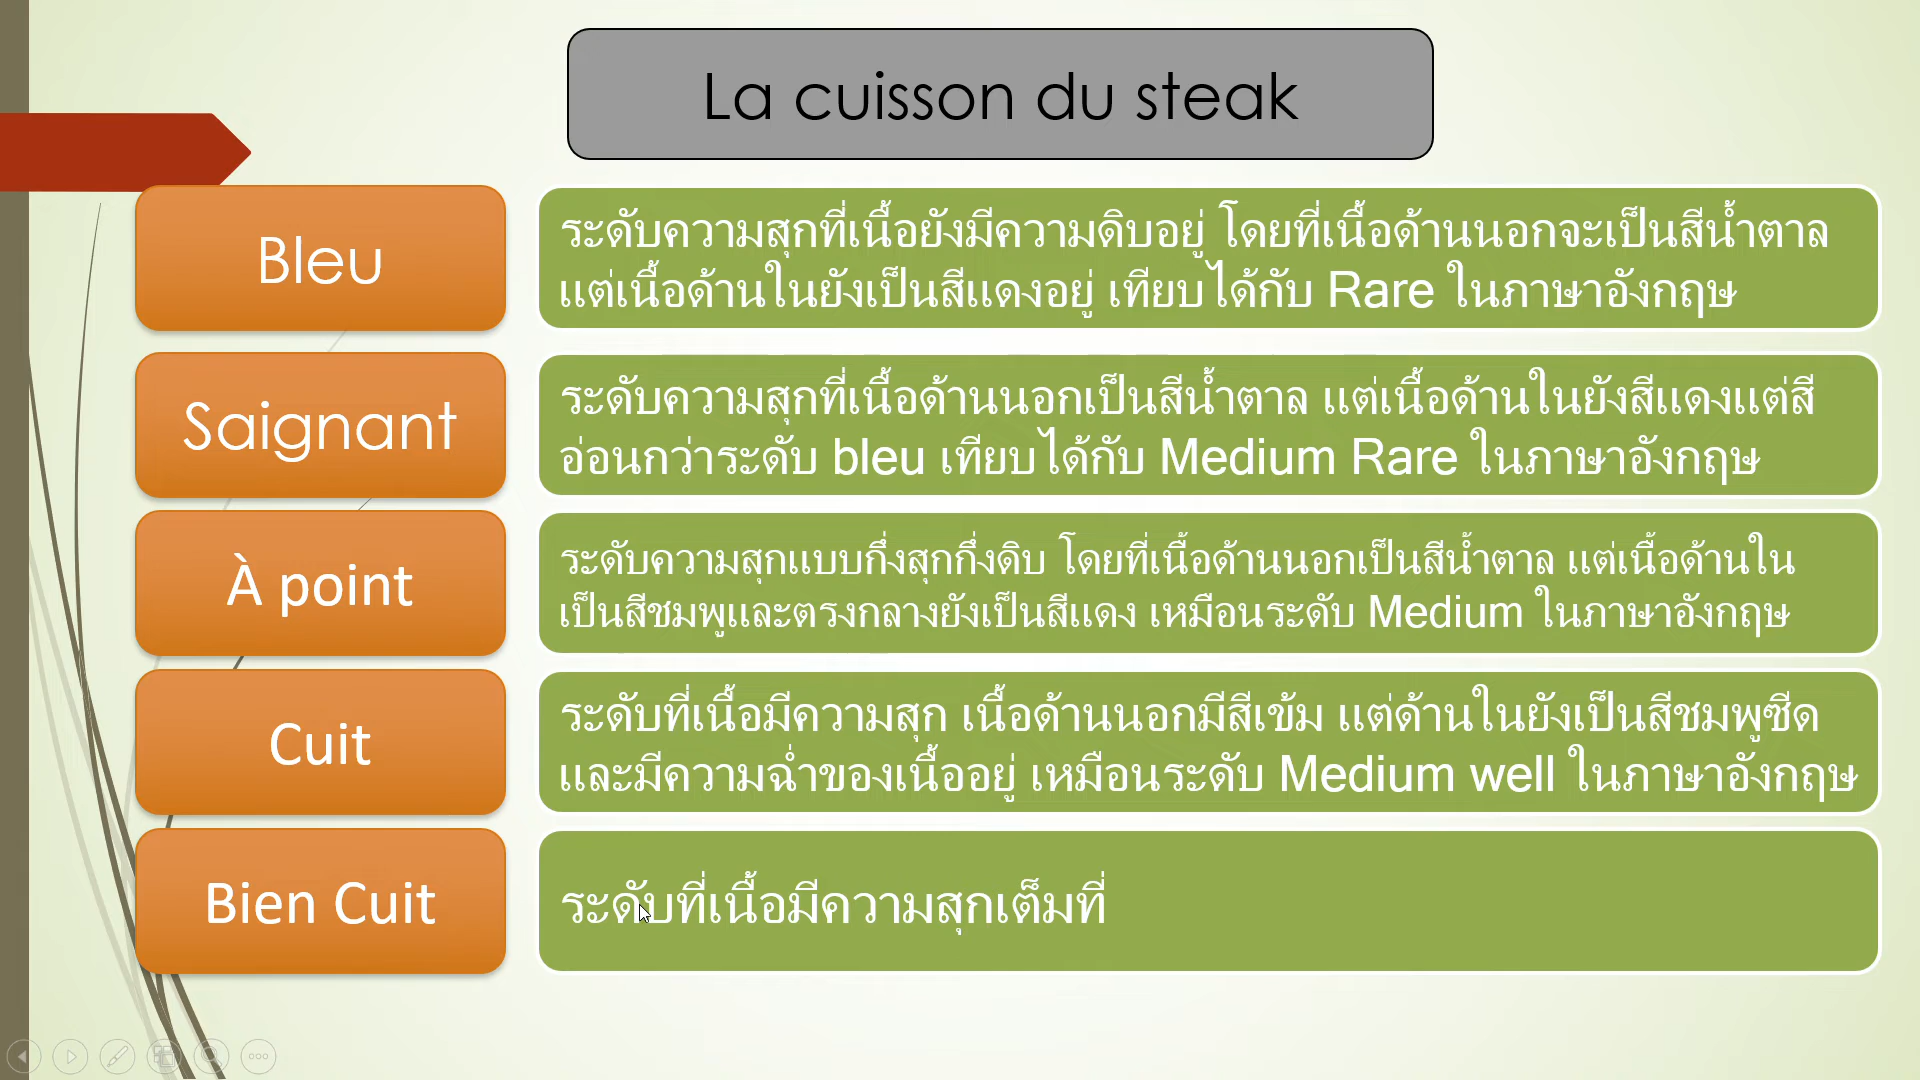 La cuisson du steak
Bleu
ระดับความสุกที่เนื้อยังมีความดิบอยู่ โดยที่เนื้อด้านนอกจะเป็นสีน้ำตาล
แต่เนื้อด้านในยังเป็นสีแดงอยู่ เทียบได้กับ Rare ในภาษาอังกฤษ
Saignant
ระดับความสุกที่เนื้อด้านนอกเป็นสีน้ำตาล แต่เนื้อด้านในยังสีแดงแต่สี
อ่อนกว่าระดับ bleu เทียบได้กับ Medium Rare ในภาษาอังกฤษ
À point
ระดับความสุกแบบกึ่งสุกกึ่งดิบ โดยที่เนื้อด้านนอกเป็นสีน้ำตาล แต่เนื้อด้านใน
เป็นสีชมพูและตรงกลางยังเป็นสีแดง เหมือนระดับ Medium ในภาษาอังกฤษ
Cuit
ระดับที่เนื้อมีความสุก เนื้อด้านนอกมีสีเข้ม แต่ด้านในยังเป็นสีชมพูซีด
และมีความฉ่ำของเนื้ออยู่ เหมือนระดับ Medium well ในภาษาอังกฤษ
Bien Cuit
ระดับที่เนื้อมีความสุกเต็มที่